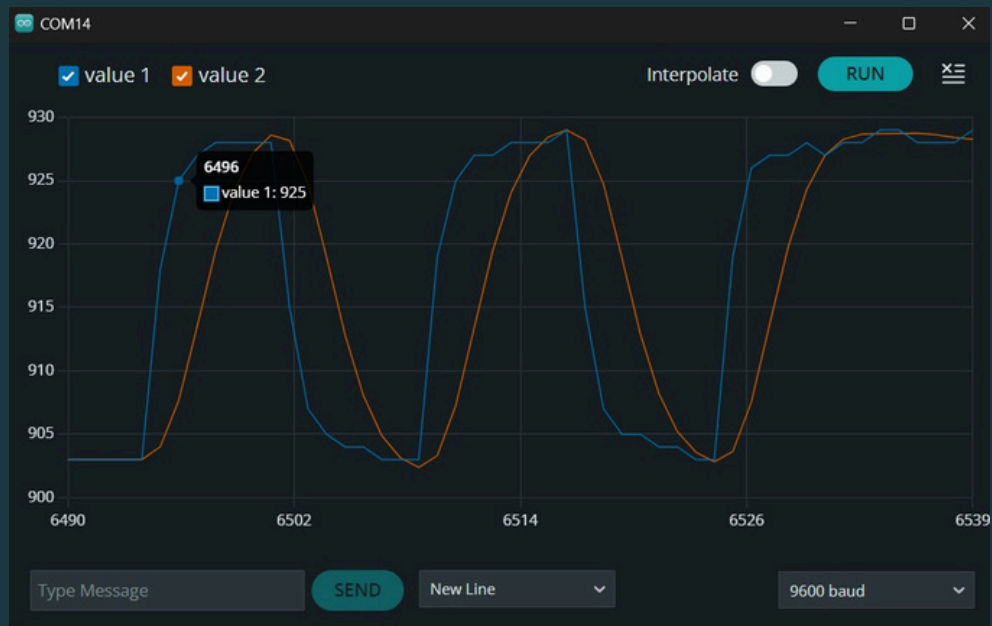 COM14
value 1 value 2 Interpolate RUN
930
925
920
915
910
905
900
6496
value 1: 925
6490 6502 6514 6526 6539
Type Message SEND New Line 9600 baud